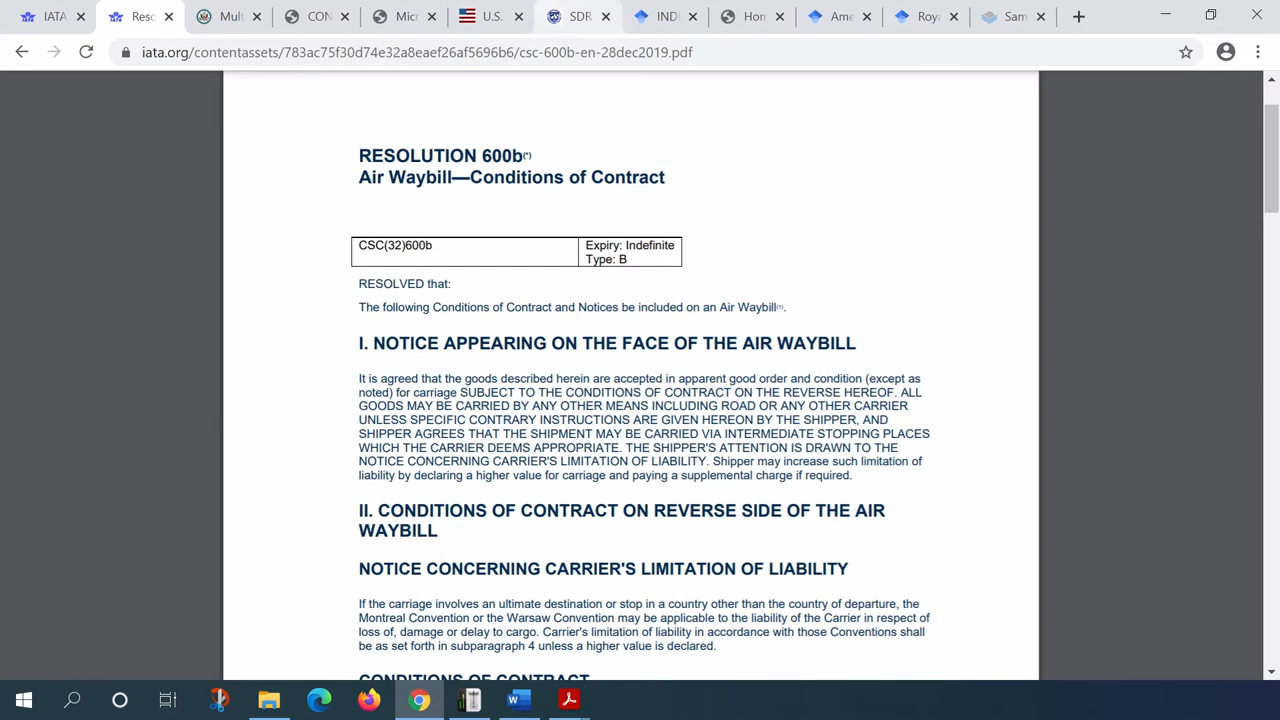 IATA
Reso
Mult
CON
Micr
U.S.
SDR
INDI
Hom
Ame
Roya
Sam
iata.org/contentassets/783ac75f30d74e32a8eaef26af5696b6/csc-600b-en-28dec2019.pdf
RESOLUTION 600b(*)
Air Waybill—Conditions of Contract
CSC(32)600b
Expiry: Indefinite
Type: B
RESOLVED that:
The following Conditions of Contract and Notices be included on an Air Waybill(1).
I. NOTICE APPEARING ON THE FACE OF THE AIR WAYBILL
It is agreed that the goods described herein are accepted in apparent good order and condition (except as
noted) for carriage SUBJECT TO THE CONDITIONS OF CONTRACT ON THE REVERSE HEREOF. ALL
GOODS MAY BE CARRIED BY ANY OTHER MEANS INCLUDING ROAD OR ANY OTHER CARRIER
UNLESS SPECIFIC CONTRARY INSTRUCTIONS ARE GIVEN HEREON BY THE SHIPPER, AND
SHIPPER AGREES THAT THE SHIPMENT MAY BE CARRIED VIA INTERMEDIATE STOPPING PLACES
WHICH THE CARRIER DEEMS APPROPRIATE. THE SHIPPER'S ATTENTION IS DRAWN TO THE
NOTICE CONCERNING CARRIER'S LIMITATION OF LIABILITY. Shipper may increase such limitation of
liability by declaring a higher value for carriage and paying a supplemental charge if required.
II. CONDITIONS OF CONTRACT ON REVERSE SIDE OF THE AIR
WAYBILL
NOTICE CONCERNING CARRIER'S LIMITATION OF LIABILITY
If the carriage involves an ultimate destination or stop in a country other than the country of departure, the
Montreal Convention or the Warsaw Convention may be applicable to the liability of the Carrier in respect of
loss of, damage or delay to cargo. Carrier's limitation of liability in accordance with those Conventions shall
be as set forth in subparagraph 4 unless a higher value is declared.
CONDITIONS OF CONTRACT